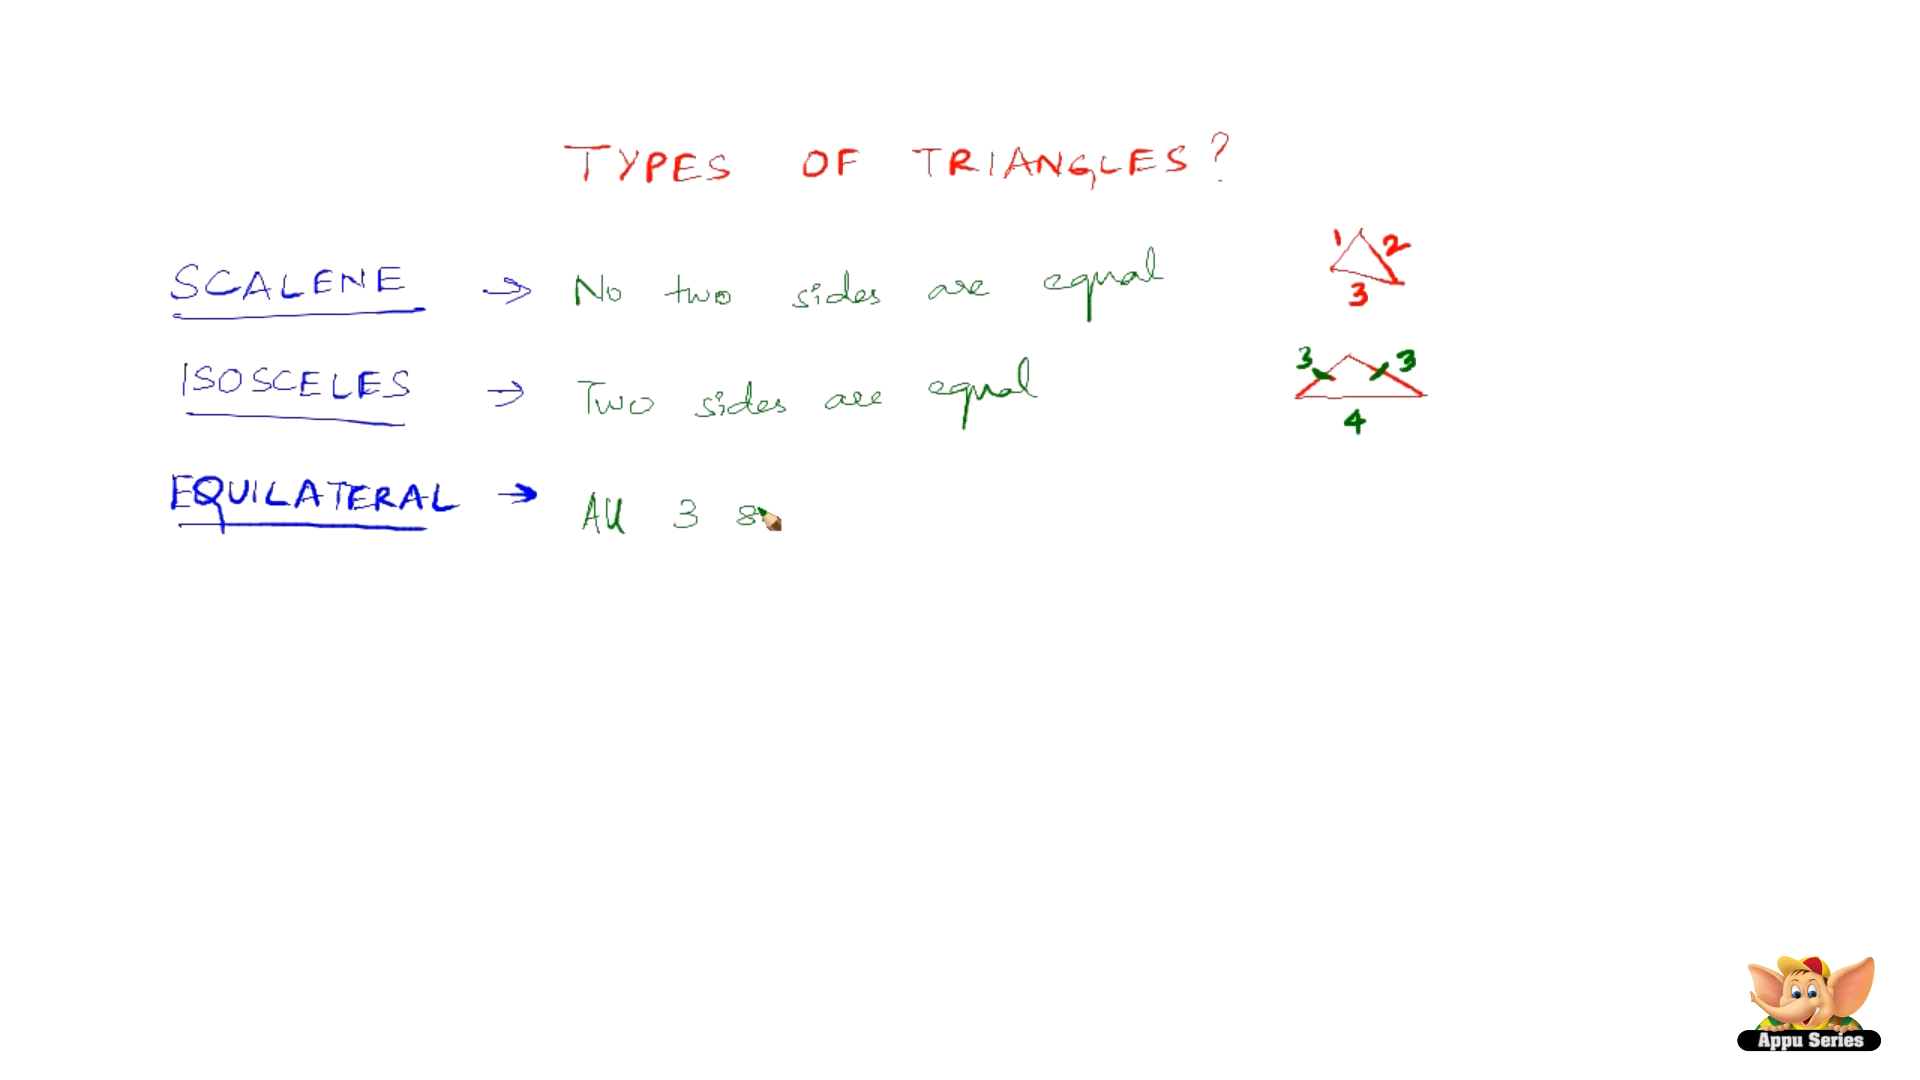 TYPES OF TRIANGLES?
SCALENE → No two sides are equal
1 2
3
ISOSCELES → Two sides are equal
3 3
4
EQUILATERAL → All 3 s
Appu Series